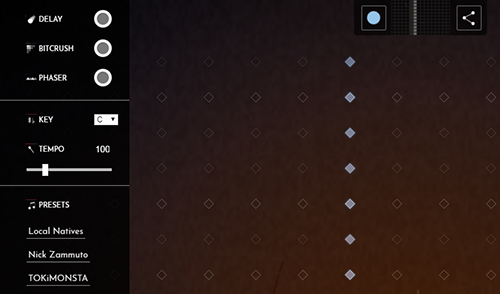 DELAY
BITCRUSH
PHASER
KEY C
TEMPO 100
PRESETS
Local Natives
Nick Zammuto
TOKiMONSTA